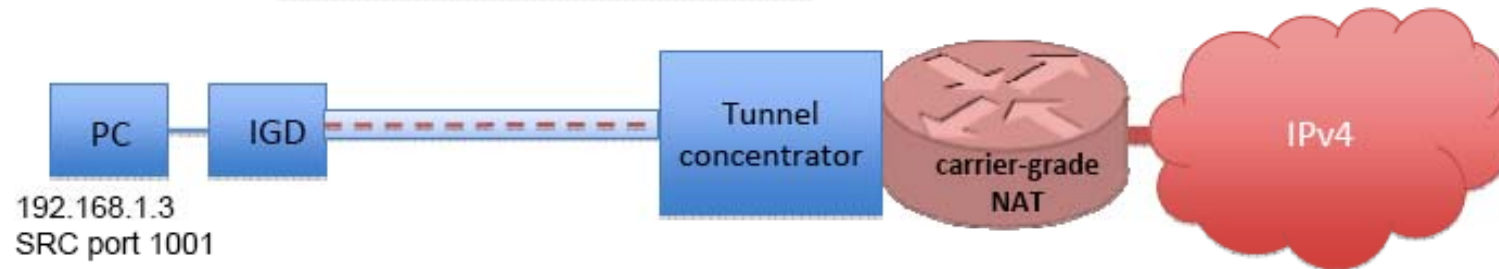 PC
IGD
Tunnel
concentrator
carrier-grade
NAT
IPv4
192.168.1.3
SRC port 1001